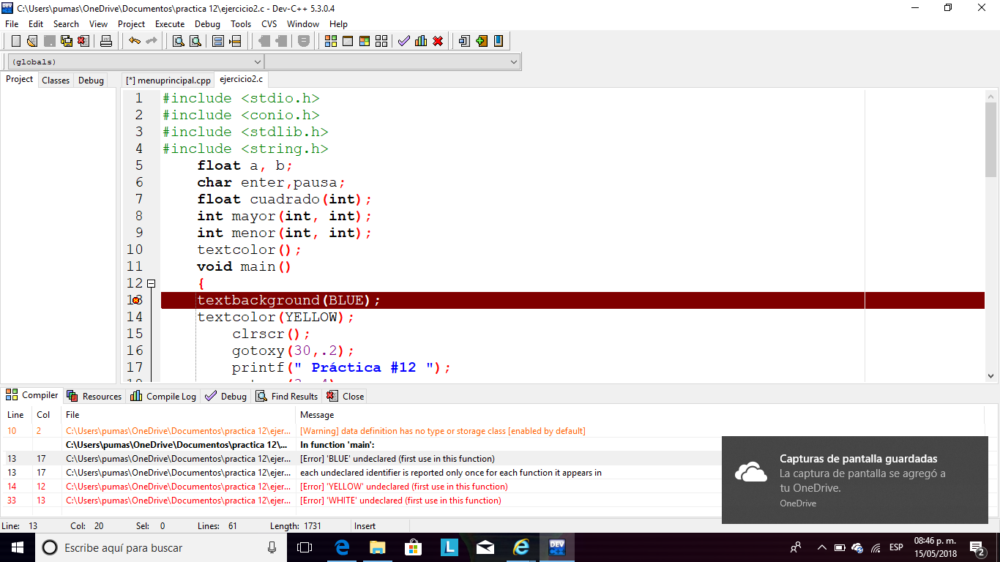 C:\Users\pumas\OneDrive\Documentos\practica 12\ejercicio2.c - Dev-C++ 5.3.0.4
File Edit Search View Project Execute Debug Tools CVS Window Help
(globals)
Project Classes Debug
[*] menuprincipal.cpp ejercicio2.c
1 #include <stdio.h>
2 #include <conio.h>
3 #include <stdlib.h>
4 #include <string.h>
5 float a, b;
6 char enter,pausa;
7 float cuadrado(int);
8 int mayor(int, int);
9 int menor(int, int);
10 textcolor();
11 void main()
12 {
13 textbackground(BLUE);
14 textcolor(YELLOW);
15 clrscr();
16 gotoxy(30,.2);
17 printf(" Práctica #12 ");
Compiler Resources Compile Log Debug Find Results Close
Line Col File Message
10 2 C:\Users\pumas\OneDrive\Documentos\practica 12\ejer... [Warning] data definition has no type or storage class [enabled by default]
C:\Users\pumas\OneDrive\Documentos\practica 12\... In function 'main':
13 17 C:\Users\pumas\OneDrive\Documentos\practica 12\ejer... [Error] 'BLUE' undeclared (first use in this function)
13 17 C:\Users\pumas\OneDrive\Documentos\practica 12\ejer... each undeclared identifier is reported only once for each function it appears in
14 12 C:\Users\pumas\OneDrive\Documentos\practica 12\ejer... [Error] 'YELLOW' undeclared (first use in this function)
33 13 C:\Users\pumas\OneDrive\Documentos\practica 12\ejer... [Error] 'WHITE' undeclared (first use in this function)
Capturas de pantalla guardadas
La captura de pantalla se agregó a
tu OneDrive.
OneDrive
Line: 13 Col: 20 Sel: 0 Lines: 61 Length: 1731 Insert
Escribe aquí para buscar
L
DEV
ESP
08:46 p. m.
15/05/2018
2